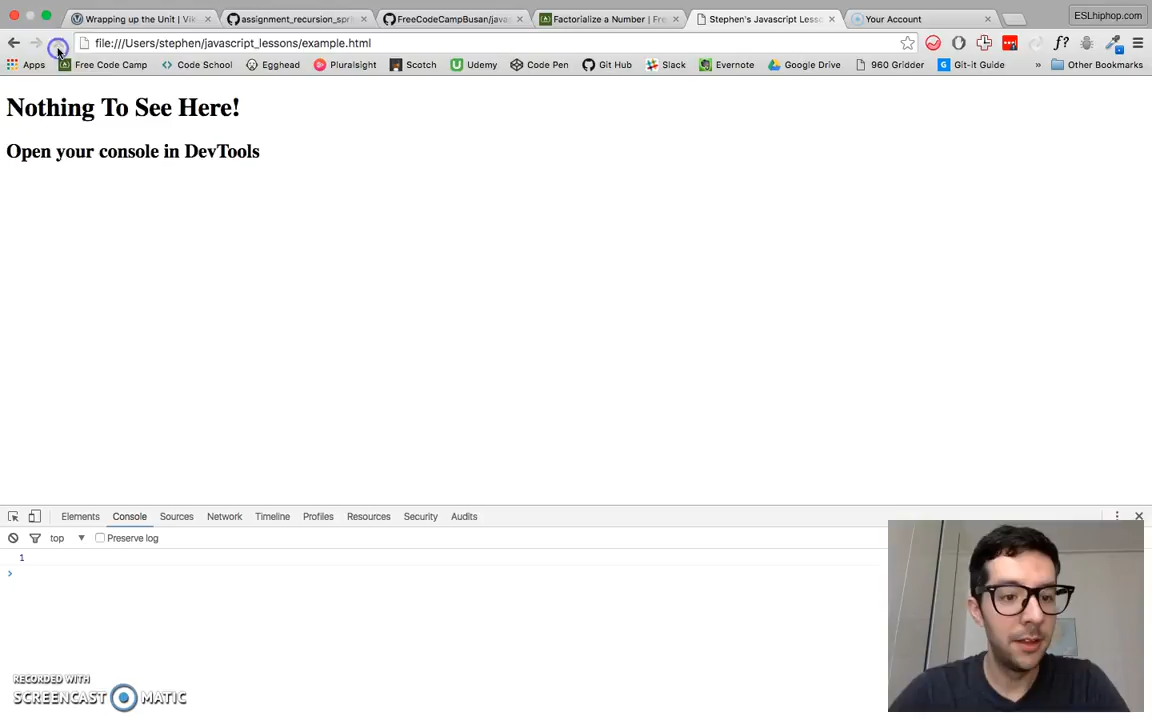 Wrapping up the Unit | Vik
assignment_recursion_spr
FreeCodeCampBusan/javas
Factorialize a Number | Fre
Stephen's Javascript Less
Your Account
ESLhiphop.com
file:///Users/stephen/javascript_lessons/example.html
f?
Apps
Free Code Camp
Code School
Egghead
Pluralsight
Scotch
Udemy
Code Pen
Git Hub
Slack
Evernote
Google Drive
960 Gridder
G Git-it Guide
»
Other Bookmarks
Nothing To See Here!
Open your console in DevTools
Elements
Console
Sources
Network
Timeline
Profiles
Resources
Security
Audits
top
Preserve log
1
RECORDED WITH
SCREENCAST MATIC